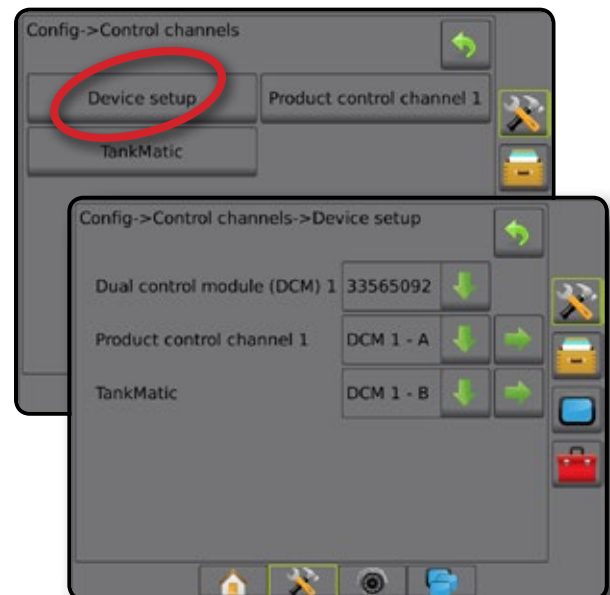 Config->Control channels
Device setup
Product control channel 1
TankMatic
Config->Control channels->Device setup
Dual control module (DCM) 1 33565092
Product control channel 1 DCM 1 - A
TankMatic DCM 1 - B